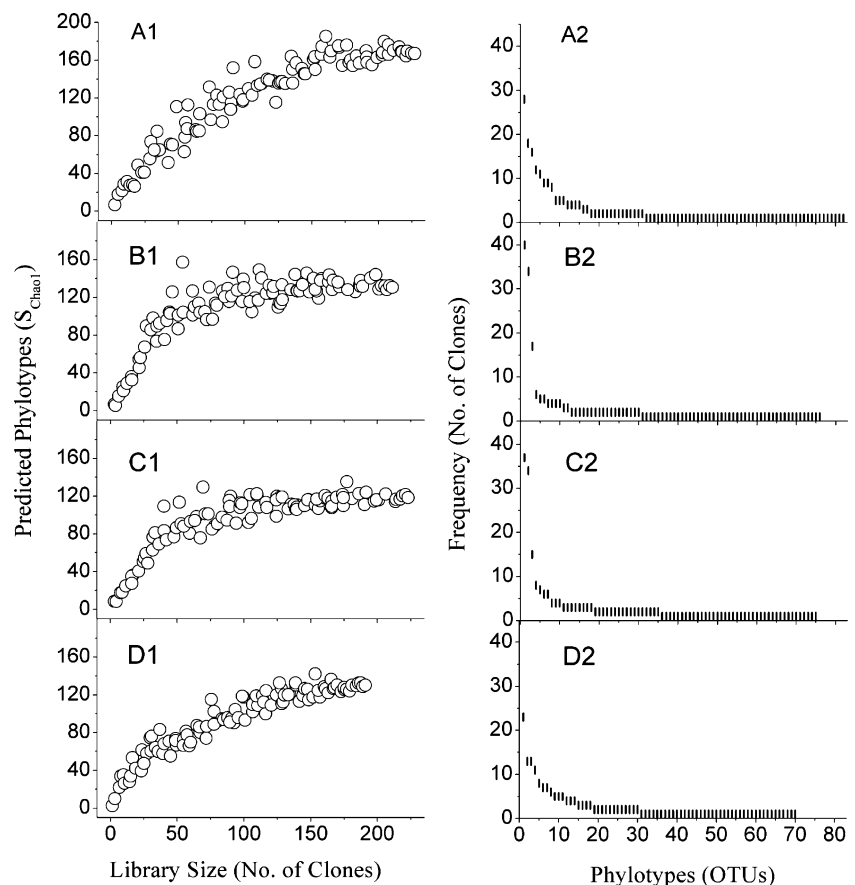 A1
200
160
120
80
40
0
B1
160
120
80
40
0
C1
160
120
80
40
0
D1
160
120
80
40
0
0 50 100 150 200
Predicted Phylotypes (S_Chao1)
Library Size (No. of Clones)
A2
40
30
20
10
0
B2
40
30
20
10
0
C2
40
30
20
10
0
D2
40
30
20
10
0
0 10 20 30 40 50 60 70 80
Frequency (No. of Clones)
Phylotypes (OTUs)